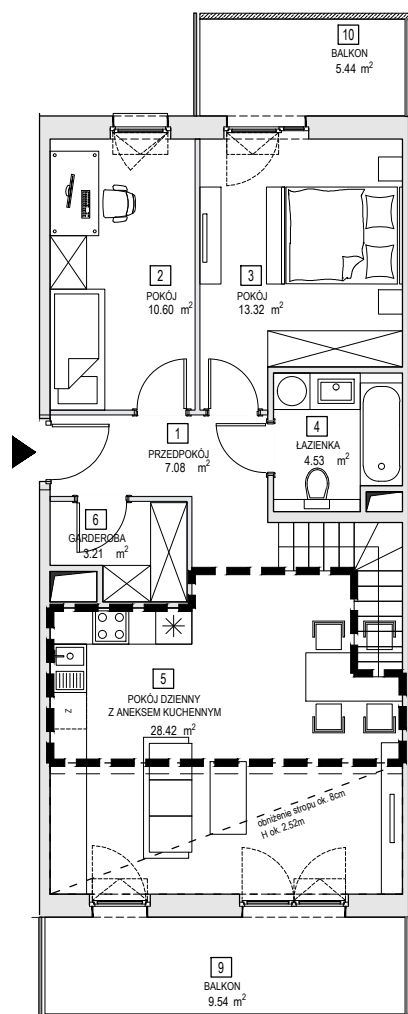 10
BALKON
5.44 m²
2
POKÓJ
10.60 m²
3
POKÓJ
13.32 m²
1
PRZEDPOKÓJ
7.08 m²
4
ŁAZIENKA
4.53 m²
6
GARDEROBA
3.21 m²
5
POKÓJ DZIENNY
Z ANEKSEM KUCHENNYM
28.42 m²
Z
obniżenie stropu ok. 8cm
H ok. 2.52m
9
BALKON
9.54 m²